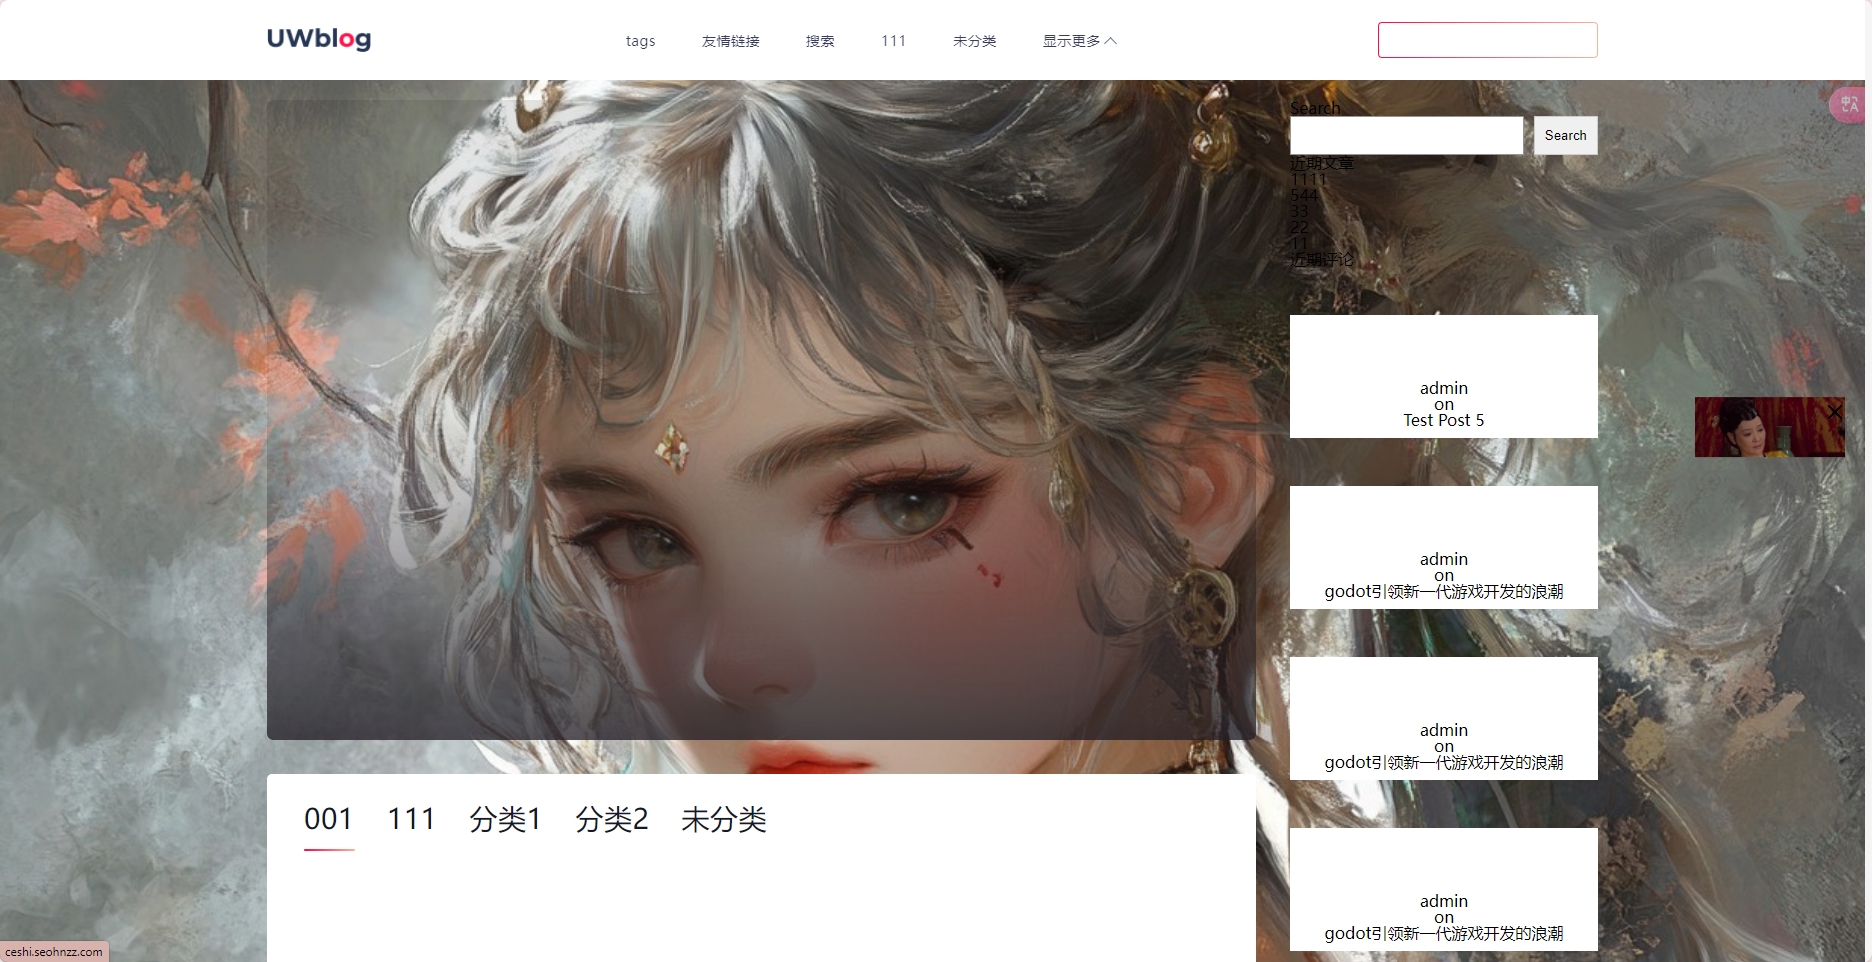 UWblog
tags 友情链接 搜索 111 未分类 显示更多
Search
Search
近期文章
1111
544
33
22
11
近期评论
admin
on
Test Post 5
admin
on
godot引领新一代游戏开发的浪潮
admin
on
godot引领新一代游戏开发的浪潮
admin
on
godot引领新一代游戏开发的浪潮
001 111 分类1 分类2 未分类
ceshi.seohnzz.com